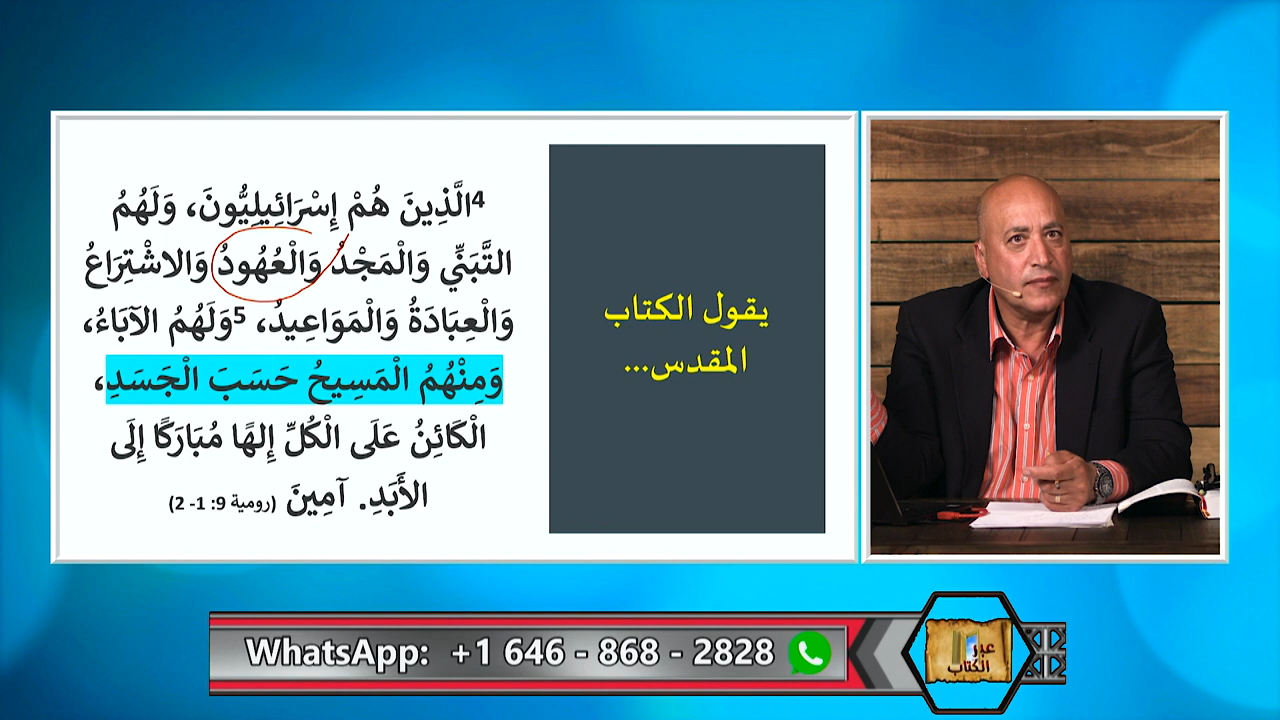 ⁴الَّذِينَ هُمْ إِسْرَائِيلِيُّونَ، وَلَهُمُ
التَّبَنِّي وَالْمَجْدُ وَالْعُهُودُ وَالاشْتِرَاعُ
وَالْعِبَادَةُ وَالْمَوَاعِيدُ، ⁵وَلَهُمُ الآبَاءُ،
وَمِنْهُمُ الْمَسِيحُ حَسَبَ الْجَسَدِ،
الْكَائِنُ عَلَى الْكُلِّ إِلهًا مُبَارَكًا إِلَى
الأَبَدِ. آمِينَ (رومية 9: 1- 2)
يقول الكتاب
المقدس...
WhatsApp: +1 646 - 868 - 2828
عبر
الكتاب